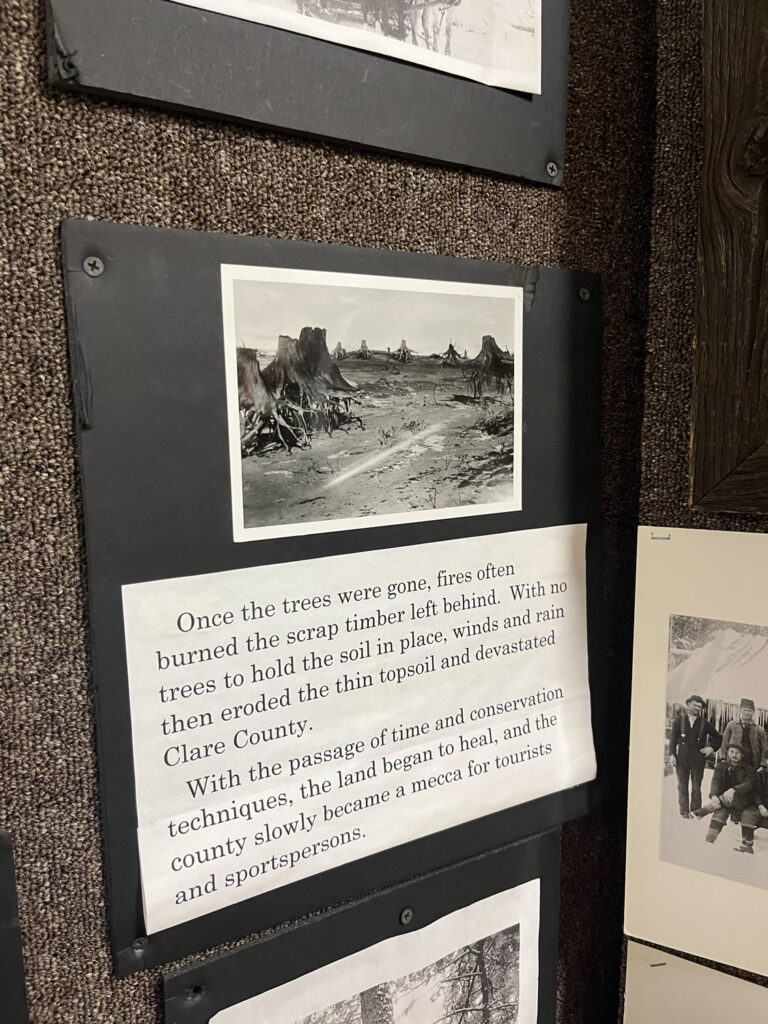 Once the trees were gone, fires often
burned the scrap timber left behind. With no
trees to hold the soil in place, winds and rain
then eroded the thin topsoil and devastated
Clare County.
With the passage of time and conservation
techniques, the land began to heal, and the
county slowly became a mecca for tourists
and sportspersons.